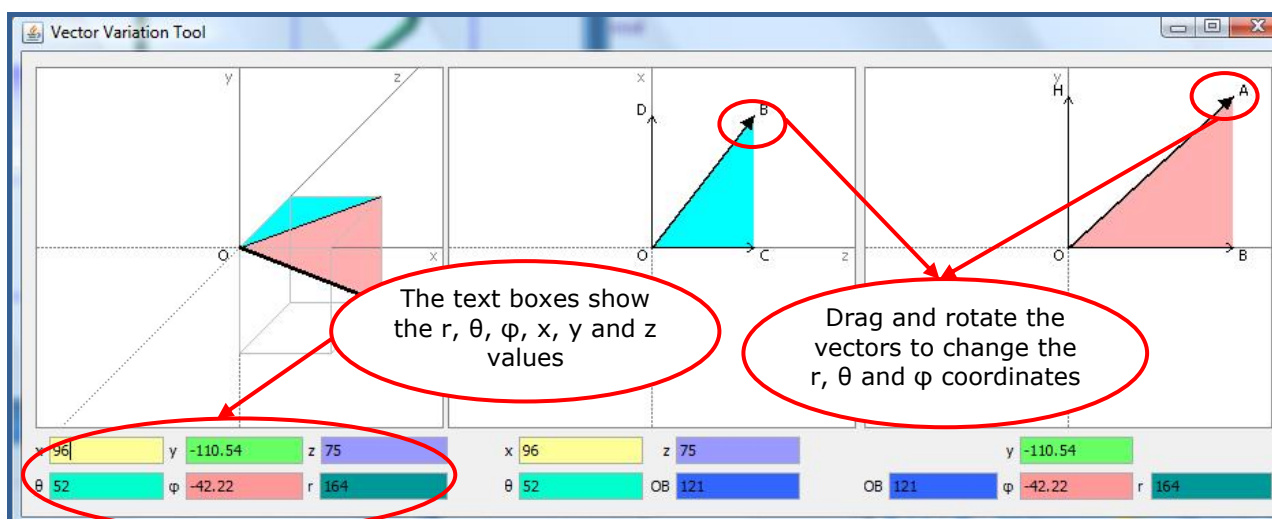 Vector Variation Tool
y
z
O
x
x
D
B
O
C
z
y
H
A
O
B
The text boxes show
the r, θ, φ, x, y and z
values
Drag and rotate the
vectors to change the
r, θ and φ coordinates
x 96 y -110.54 z 75 x 96 z 75 y -110.54
θ 52 φ -42.22 r 164 θ 52 OB 121 OB 121 φ -42.22 r 164